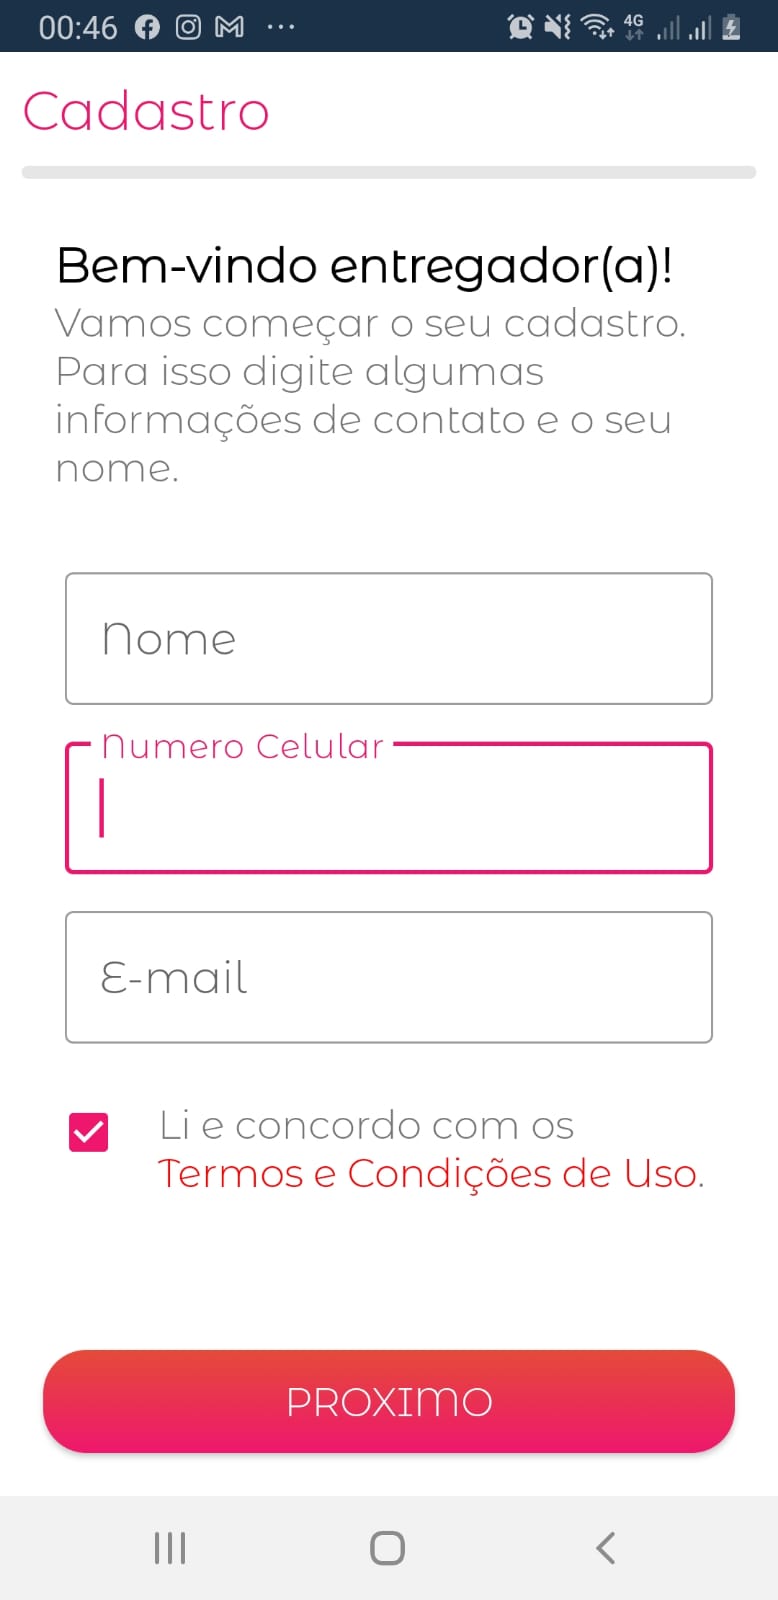 00:46
4G
Cadastro
Bem-vindo entregador(a)!
Vamos começar o seu cadastro.
Para isso digite algumas
informações de contato e o seu
nome.
Nome
Numero Celular
E-mail
Li e concordo com os
Termos e Condições de Uso.
PROXIMO